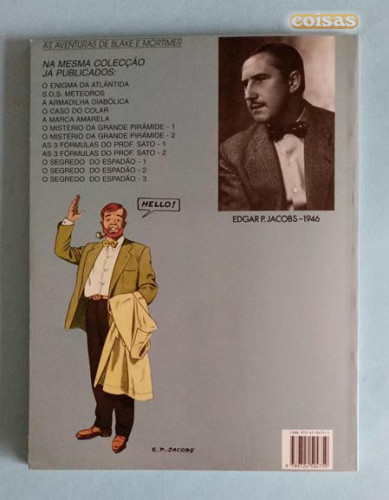 coisas
AS AVENTURAS DE BLAKE E MORTIMER
NA MESMA COLECÇÃO
JÁ PUBLICADOS:
O ENIGMA DA ATLÂNTIDA
S.O.S. METEOROS
A ARMADILHA DIABÓLICA
O CASO DO COLAR
A MARCA AMARELA
O MISTÉRIO DA GRANDE PIRÂMIDE - 1
O MISTÉRIO DA GRANDE PIRÂMIDE - 2
AS 3 FÓRMULAS DO PROF. SATO - 1
AS 3 FÓRMULAS DO PROF. SATO - 2
O SEGREDO DO ESPADÃO - 1
O SEGREDO DO ESPADÃO - 2
O SEGREDO DO ESPADÃO - 3
EDGAR P. JACOBS -1946
HELLO!
E.P. JACOBS